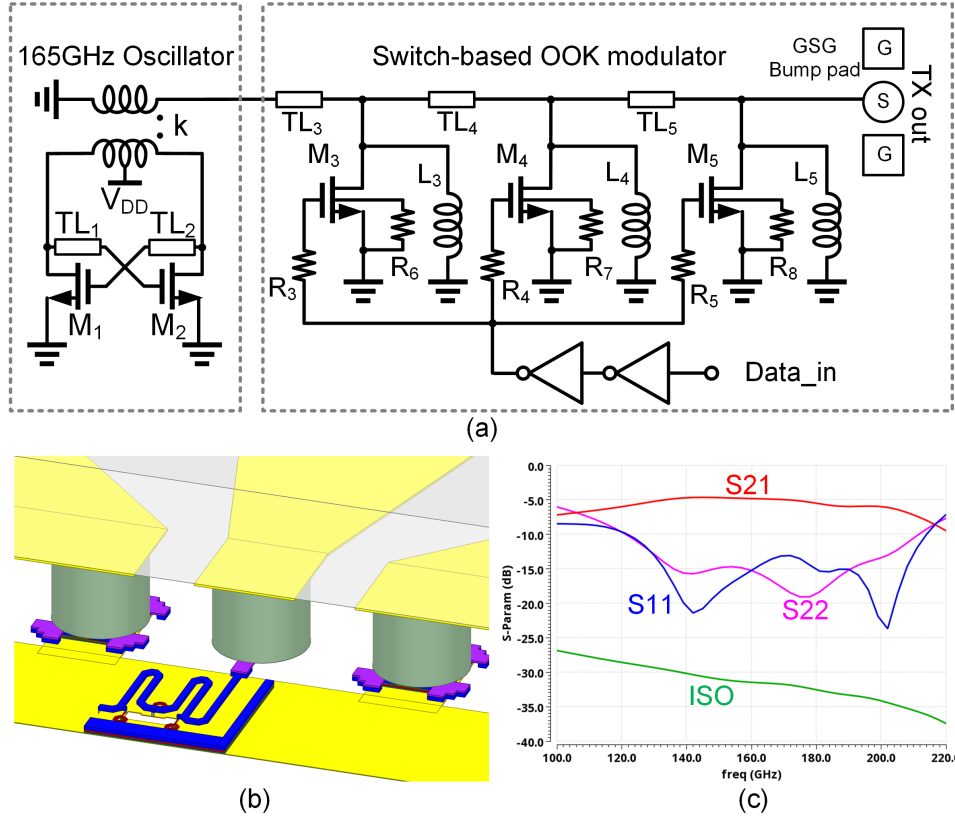 165GHz Oscillator
Switch-based OOK modulator
GSG
Bump pad
G
S
G
TX out
k
VDD
TL1
TL2
M1
M2
TL3
TL4
TL5
M3
L3
M4
L4
M5
L5
R6
R7
R8
R3
R4
R5
Data_in
(a)
(b)
S-Param (dB)
0.0
-5.0
-10.0
-15.0
-20.0
-25.0
-30.0
-35.0
-40.0
S21
S11
S22
ISO
100.0
120.0
140.0
160.0
180.0
200.0
220.0
freq (GHz)
(c)